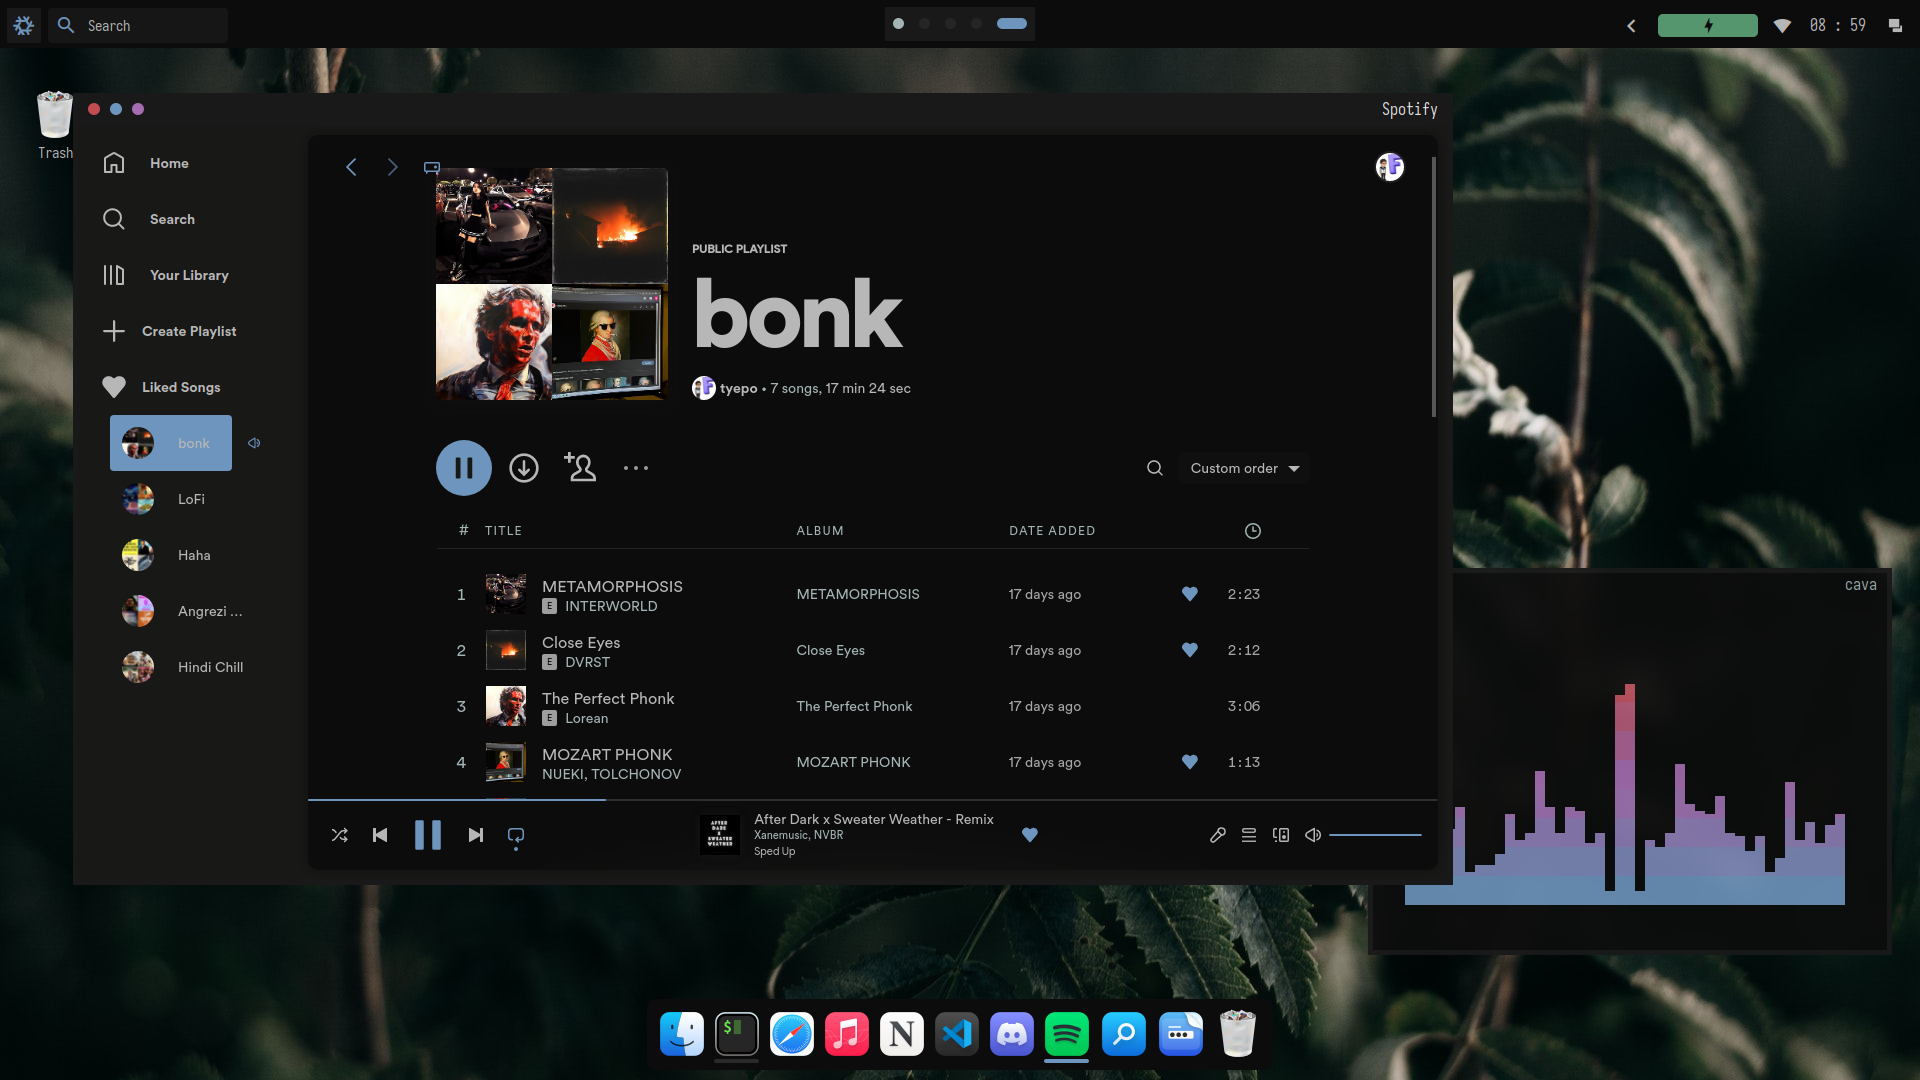 Search
08 : 59
Trash
Spotify
Home
Search
Your Library
Create Playlist
Liked Songs
bonk
LoFi
Haha
Angrezi ...
Hindi Chill
F
PUBLIC PLAYLIST
bonk
F
tyepo • 7 songs, 17 min 24 sec
Custom order
# TITLE ALBUM DATE ADDED
1 METAMORPHOSIS METAMORPHOSIS 17 days ago 2:23
E INTERWORLD
2 Close Eyes Close Eyes 17 days ago 2:12
E DVRST
3 The Perfect Phonk The Perfect Phonk 17 days ago 3:06
E Lorean
4 MOZART PHONK MOZART PHONK 17 days ago 1:13
NUEKI, TOLCHONOV
AFTER
DARK
X
SWEATER
WEATHER
After Dark x Sweater Weather - Remix
Xanemusic, NVBR
Sped Up
cava
$
N